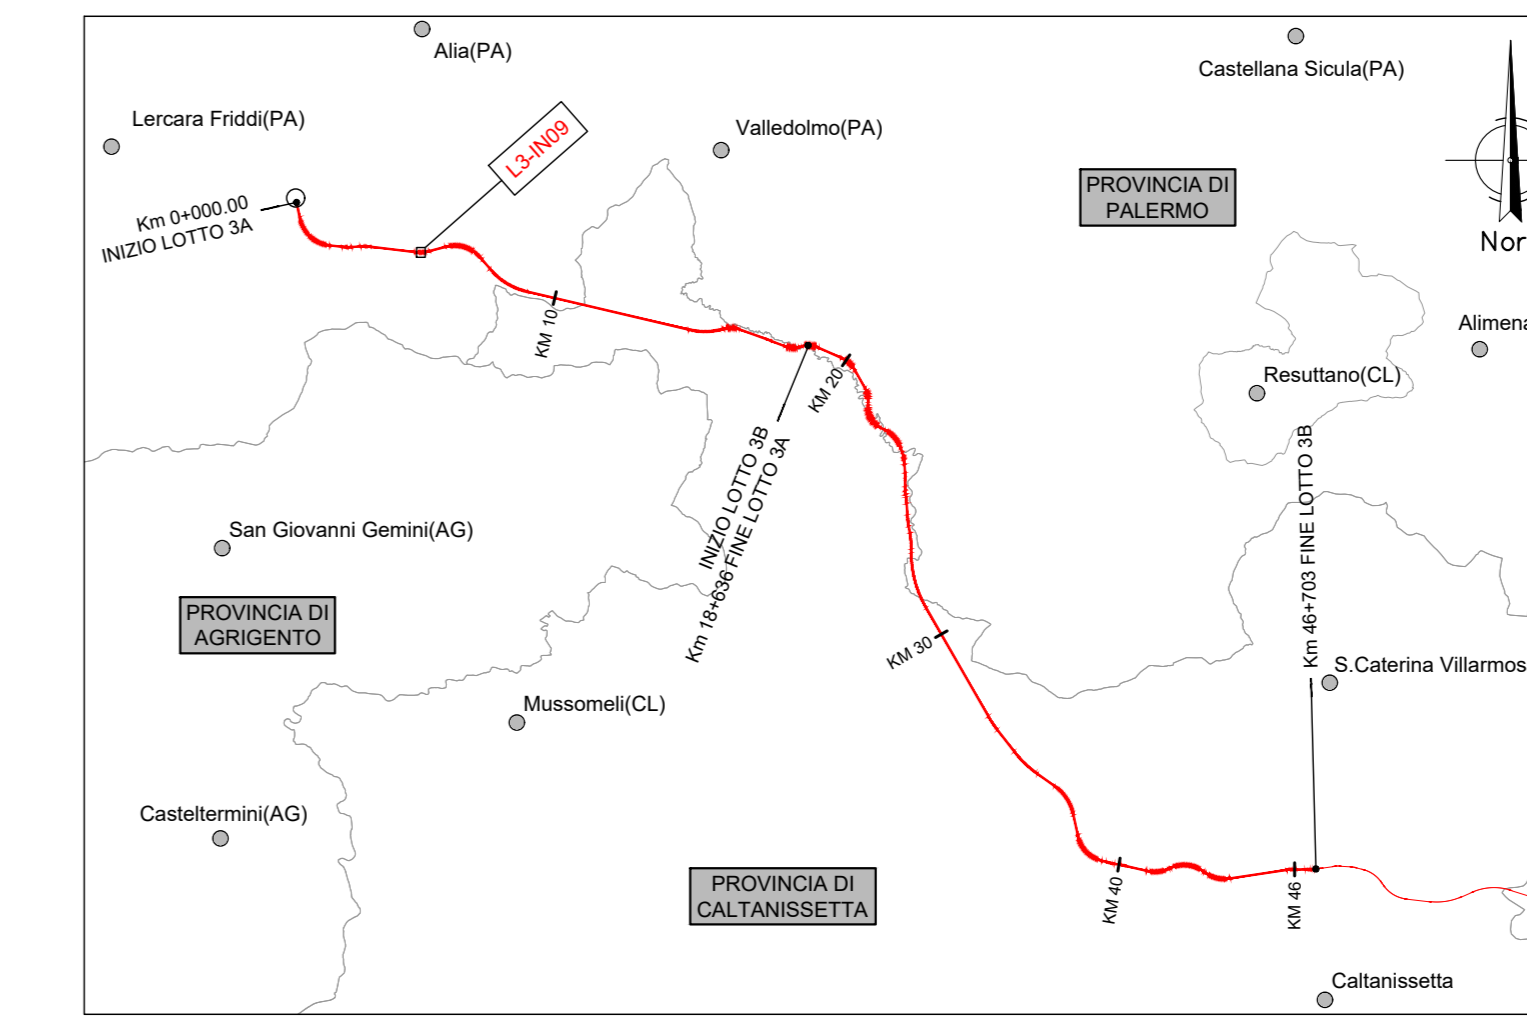 Alia(PA)
Castellana Sicula(PA)
Lercara Friddi(PA)
L3-IN09
Valledolmo(PA)
PROVINCIA DI
PALERMO
Km 0+000.00
INIZIO LOTTO 3A
Nor
KM 10
Alimena
KM 20
Resuttano(CL)
INIZIO LOTTO 3B
Km 18+636 FINE LOTTO 3A
Km 46+703 FINE LOTTO 3B
San Giovanni Gemini(AG)
PROVINCIA DI
AGRIGENTO
KM 30
S.Caterina Villarmos
Mussomeli(CL)
Casteltermini(AG)
PROVINCIA DI
CALTANISSETTA
KM 40
KM 46
Caltanissetta